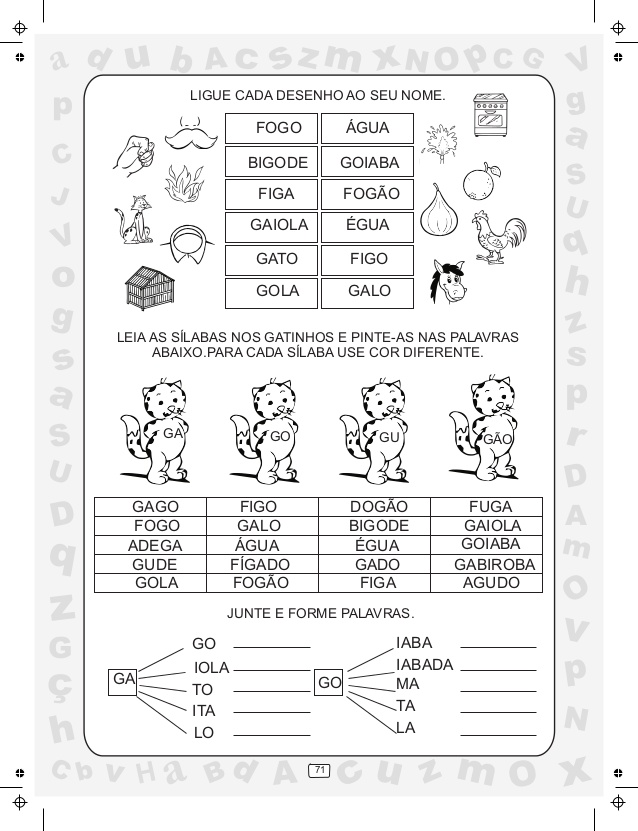 a q u b A c s z m x N O p c G V
LIGUE CADA DESENHO AO SEU NOME.
FOGO ÁGUA
BIGODE GOIABA
FIGA FOGÃO
GAIOLA ÉGUA
GATO FIGO
GOLA GALO
LEIA AS SÍLABAS NOS GATINHOS E PINTE-AS NAS PALAVRAS
ABAIXO.PARA CADA SÍLABA USE COR DIFERENTE.
GA GO GU GÃO
GAGO FIGO DOGÃO FUGA
FOGO GALO BIGODE GAIOLA
ADEGA ÁGUA ÉGUA GOIABA
GUDE FÍGADO GADO GABIROBA
GOLA FOGÃO FIGA AGUDO
JUNTE E FORME PALAVRAS.
GA
GO
IOLA
TO
ITA
LO
GO
IABA
IABADA
MA
TA
LA
p
c
J
V
o
g
s
a
S
U
D
q
z
G
ç
h
g
a
s
U
q
h
z
s
p
r
D
A
m
O
V
p
N
c b v H a B d A c u z m o x
71